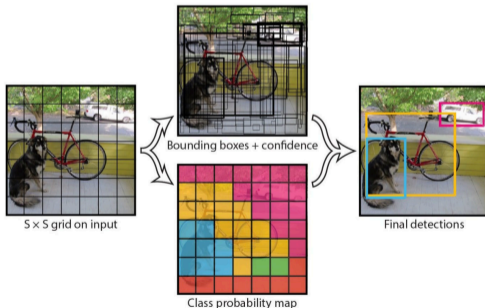 Bounding boxes + confidence
S × S grid on input
Final detections
Class probability map